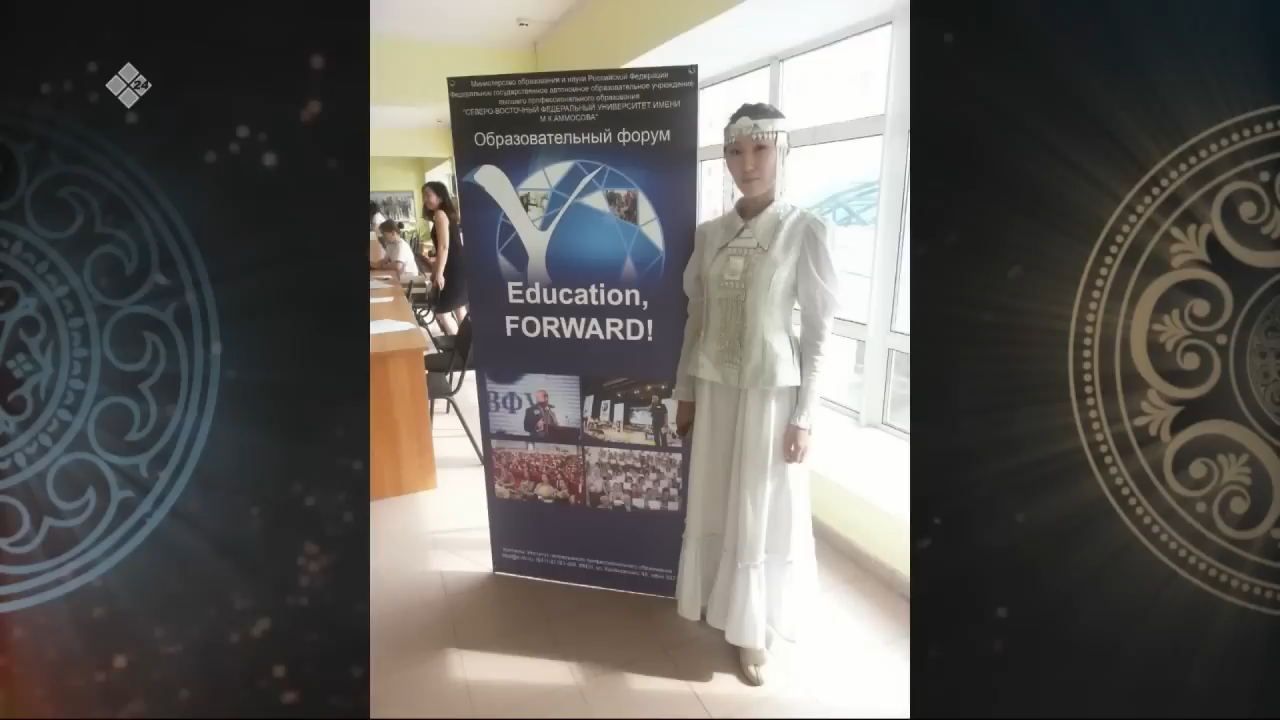 24
Министерство образования и науки Российской Федерации
Федеральное государственное автономное образовательное учреждение
высшего профессионального образования
"СЕВЕРО-ВОСТОЧНЫЙ ФЕДЕРАЛЬНЫЙ УНИВЕРСИТЕТ ИМЕНИ
М.К.АММОСОВА"
Образовательный форум
Education,
FORWARD!
ВФУ